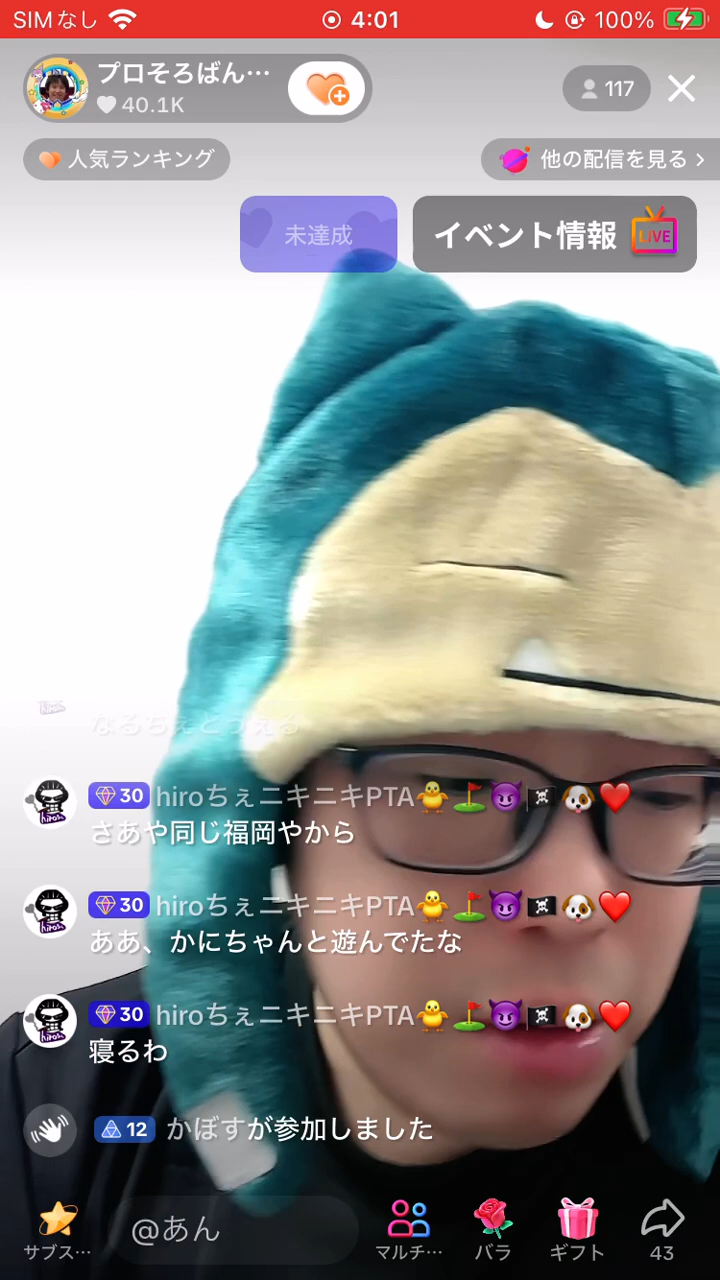 SIMなし
4:01
100%
プロそろばん…
40.1K
117
人気ランキング
他の配信を見る
未達成
イベント情報
LIVE
なるちぇとうぇる
30 hiroちぇニキニキPTA🐥⛳😈🏴‍☠️🐶❤️
さあや同じ福岡やから
30 hiroちぇニキニキPTA🐥⛳😈🏴‍☠️🐶❤️
ああ、かにちゃんと遊んでたな
30 hiroちぇニキニキPTA🐥⛳😈🏴‍☠️🐶❤️
寝るわ
12 かぼすが参加しました
@あん
サブス…
マルチ…
バラ
ギフト
43